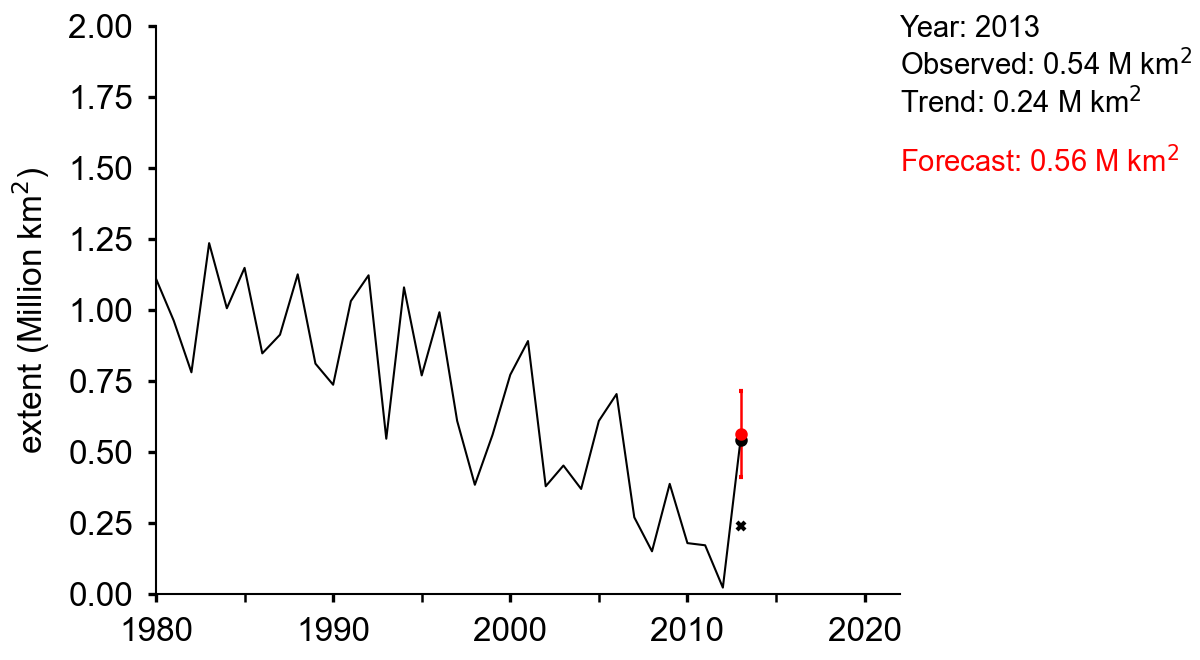 Year: 2013
Observed: 0.54 M km²
Trend: 0.24 M km²
Forecast: 0.56 M km²
extent (Million km²)
2.00
1.75
1.50
1.25
1.00
0.75
0.50
0.25
0.00
1980
1990
2000
2010
2020